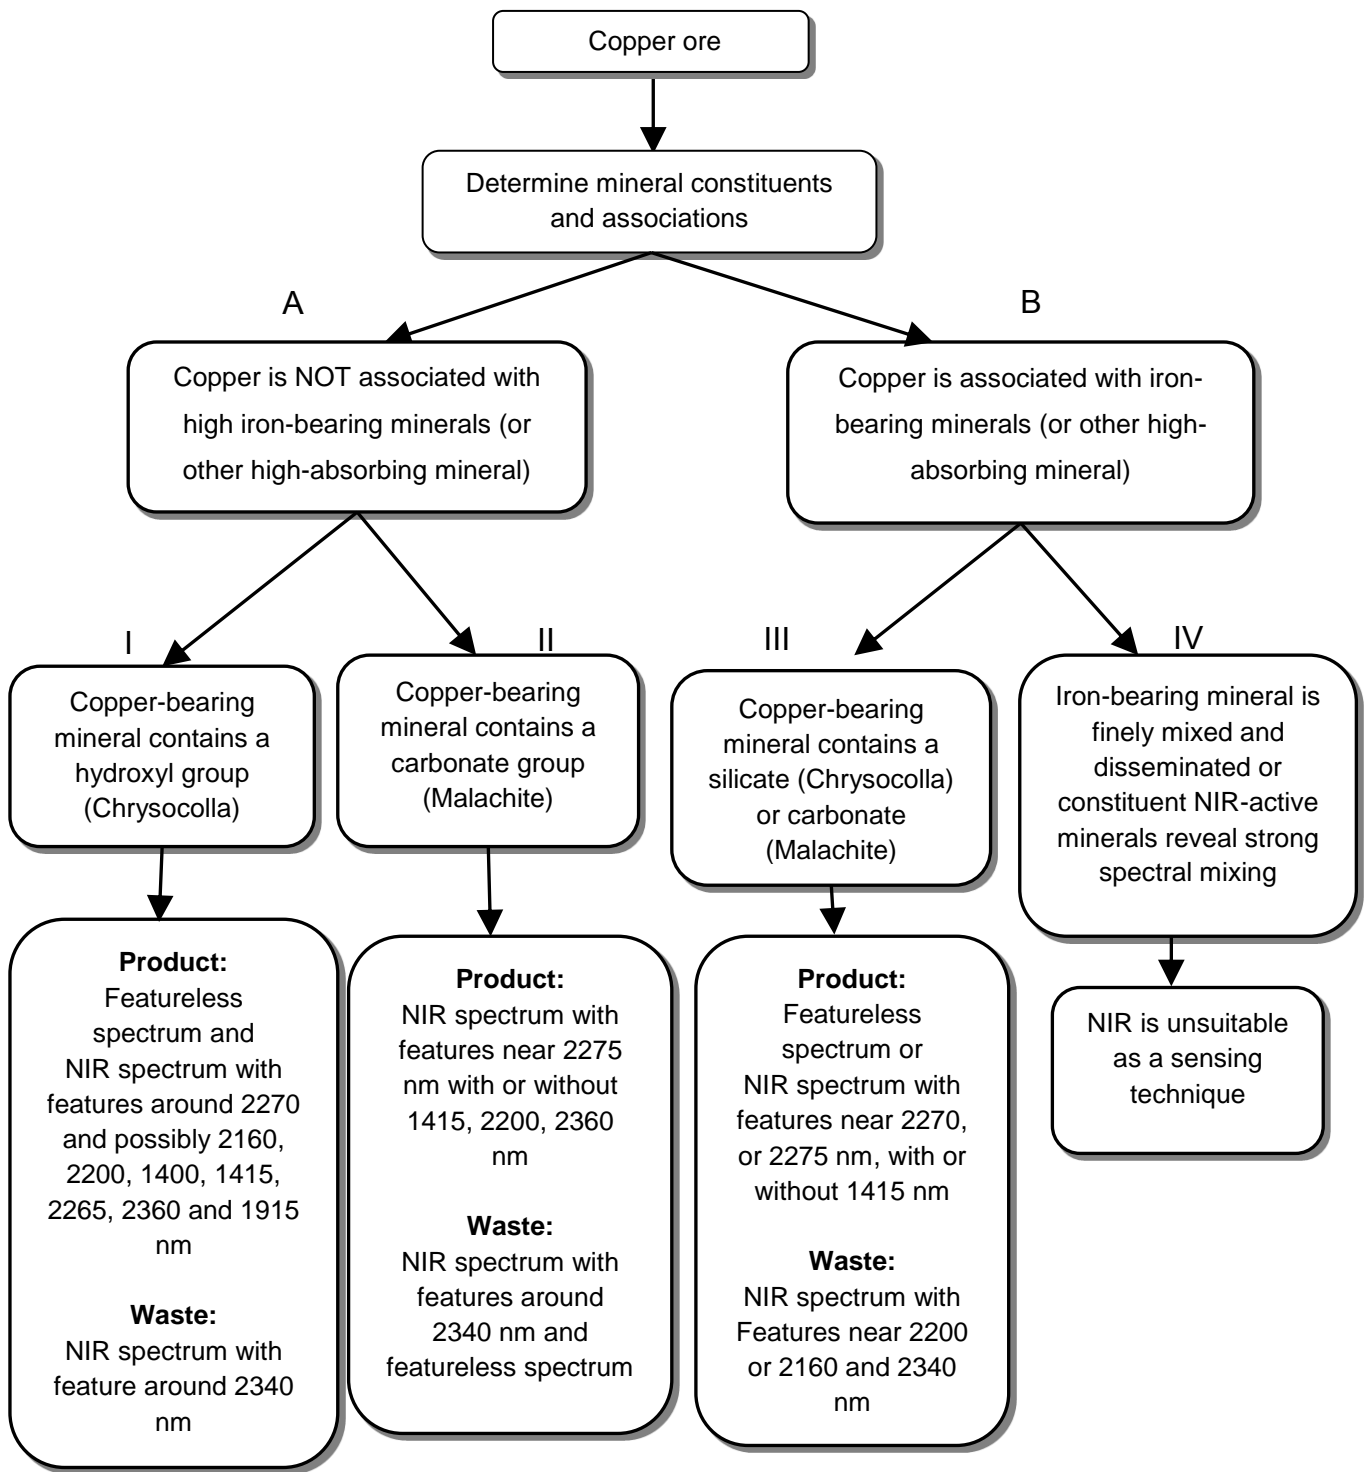 Copper ore
Determine mineral constituents
and associations
A
B
Copper is NOT associated with
high iron-bearing minerals (or
other high-absorbing mineral)
Copper is associated with iron-
bearing minerals (or other high-
absorbing mineral)
I
II
III
IV
Copper-bearing
mineral contains a
hydroxyl group
(Chrysocolla)
Copper-bearing
mineral contains a
carbonate group
(Malachite)
Copper-bearing
mineral contains a
silicate (Chrysocolla)
or carbonate
(Malachite)
Iron-bearing mineral is
finely mixed and
disseminated or
constituent NIR-active
minerals reveal strong
spectral mixing
Product:
Featureless
spectrum and
NIR spectrum with
features around 2270
and possibly 2160,
2200, 1400, 1415,
2265, 2360 and 1915
nm
Waste:
NIR spectrum with
feature around 2340
nm
Product:
NIR spectrum with
features near 2275
nm with or without
1415, 2200, 2360
nm
Waste:
NIR spectrum with
features around
2340 nm and
featureless spectrum
Product:
Featureless
spectrum or
NIR spectrum with
features near 2270,
or 2275 nm, with or
without 1415 nm
Waste:
NIR spectrum with
Features near 2200
or 2160 and 2340
nm
NIR is unsuitable
as a sensing
technique